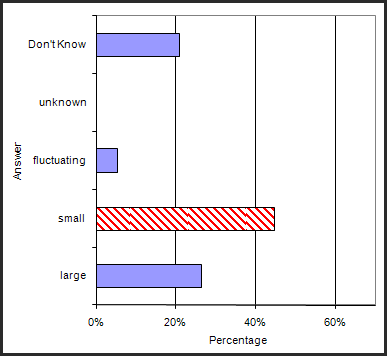 Don't Know
unknown
fluctuating
small
large
Answer
0% 20% 40% 60%
Percentage